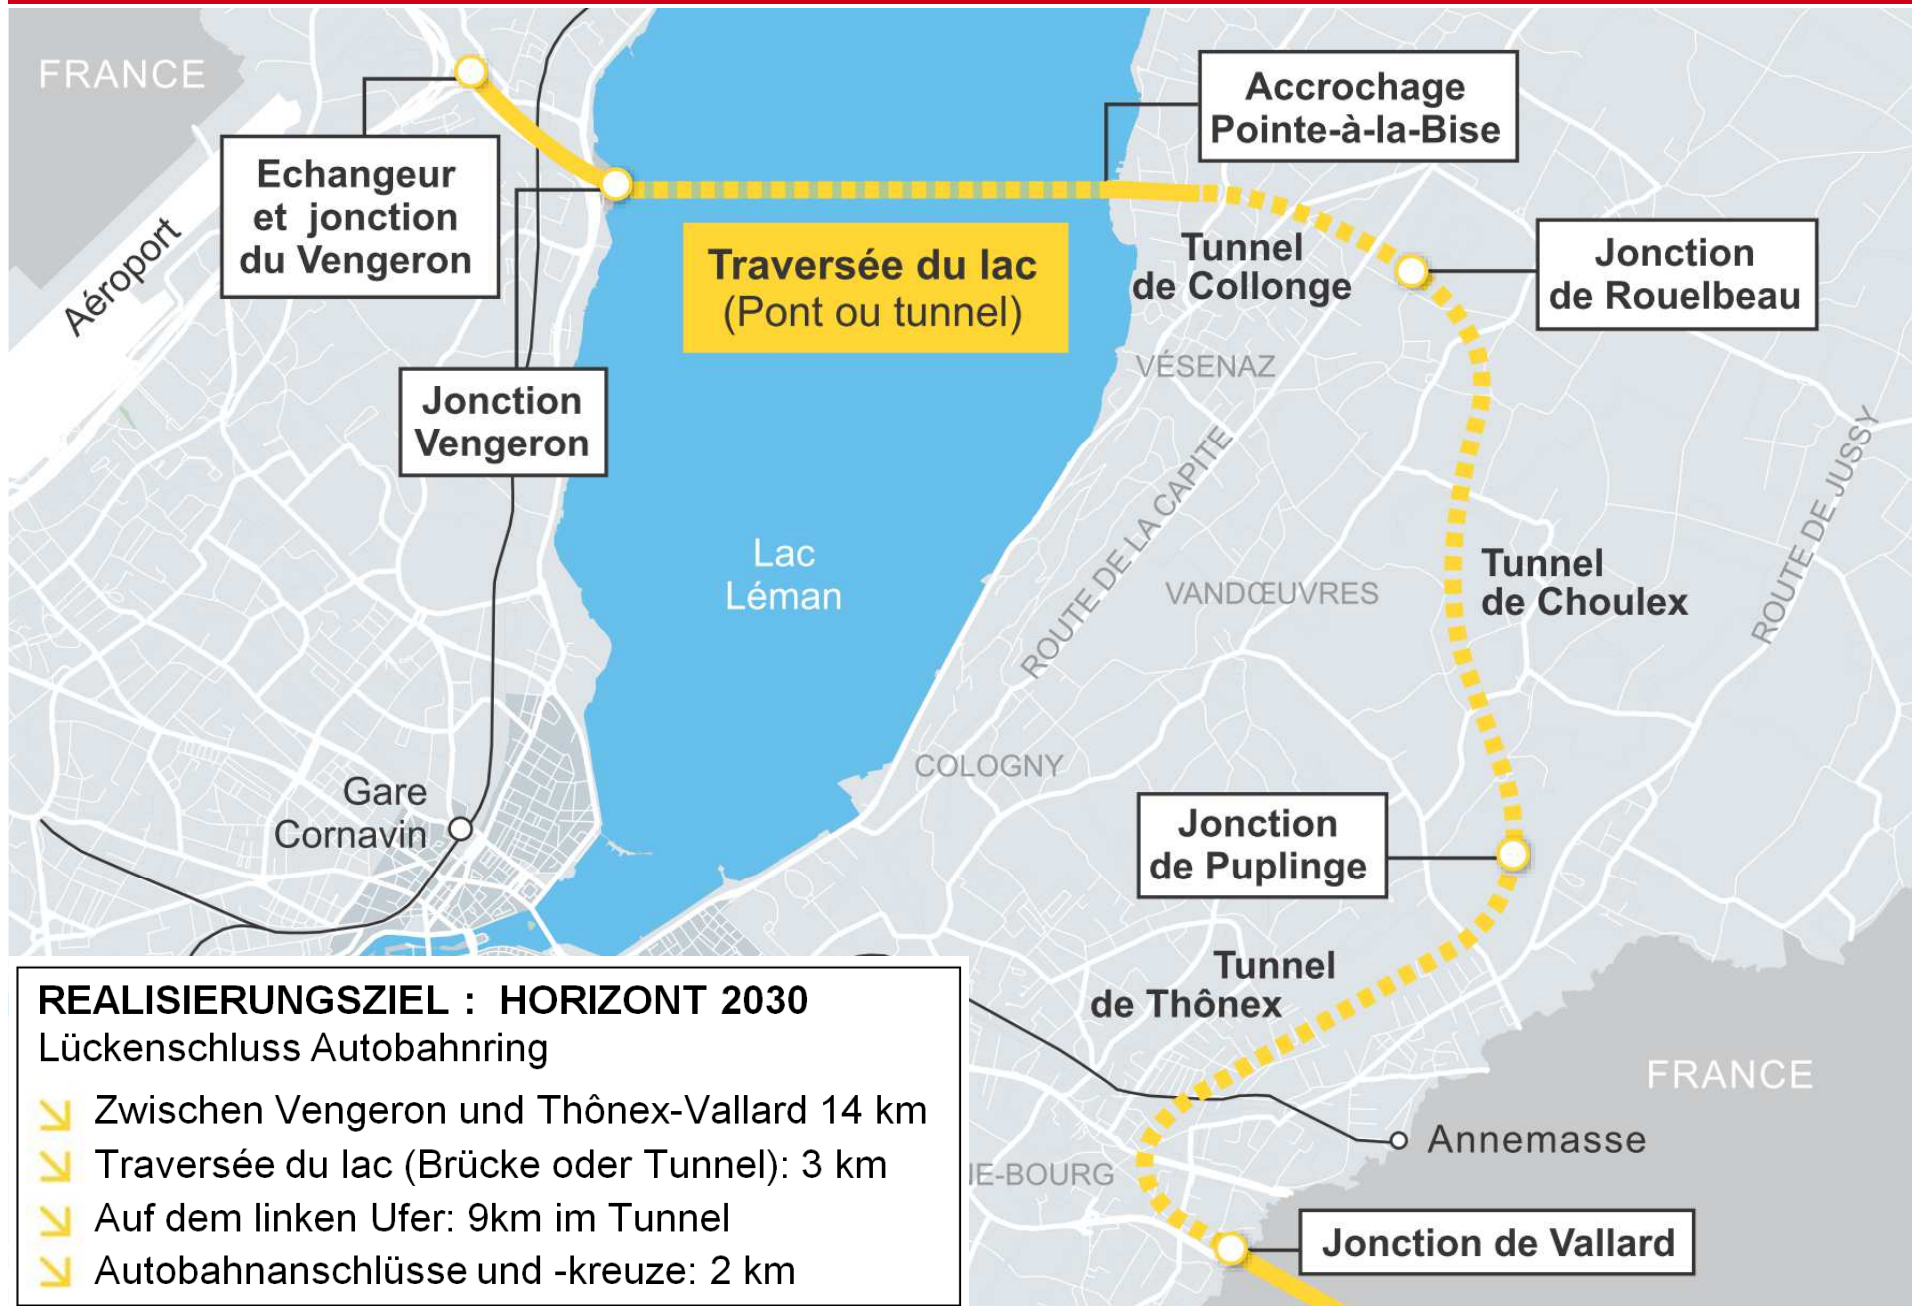 FRANCE
Accrochage
Pointe-à-la-Bise
Echangeur
et jonction
du Vengeron
Aéroport
Traversée du lac
(Pont ou tunnel)
Tunnel
de Collonge
Jonction
de Rouelbeau
Jonction
Vengeron
VÉSENAZ
ROUTE DE LA CAPITE
ROUTE DE JUSSY
Lac
Léman
VANDŒUVRES
Tunnel
de Choulex
COLOGNY
Gare
Cornavin
Jonction
de Puplinge
Tunnel
de Thônex
FRANCE
Annemasse
NE-BOURG
Jonction de Vallard
REALISIERUNGSZIEL : HORIZONT 2030
Lückenschluss Autobahnring
Zwischen Vengeron und Thônex-Vallard 14 km
Traversée du lac (Brücke oder Tunnel): 3 km
Auf dem linken Ufer: 9km im Tunnel
Autobahnanschlüsse und -kreuze: 2 km